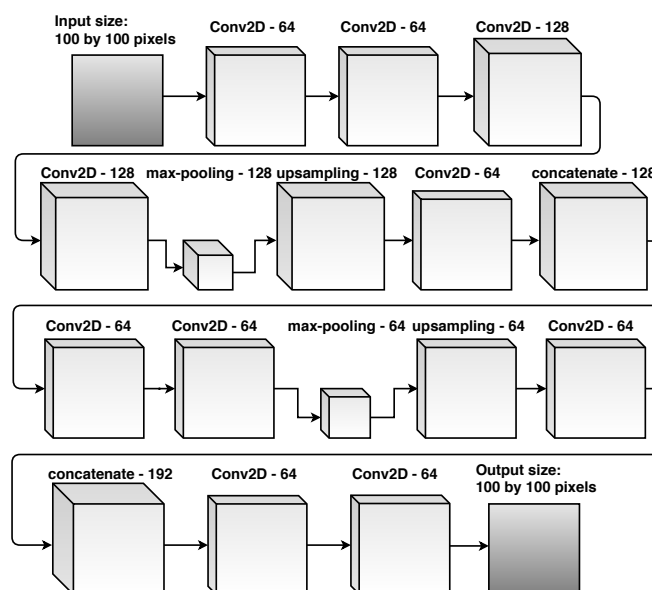 Input size:
100 by 100 pixels
Conv2D - 64
Conv2D - 64
Conv2D - 128
Conv2D - 128
max-pooling - 128
upsampling - 128
Conv2D - 64
concatenate - 128
Conv2D - 64
Conv2D - 64
max-pooling - 64
upsampling - 64
Conv2D - 64
concatenate - 192
Conv2D - 64
Conv2D - 64
Output size:
100 by 100 pixels